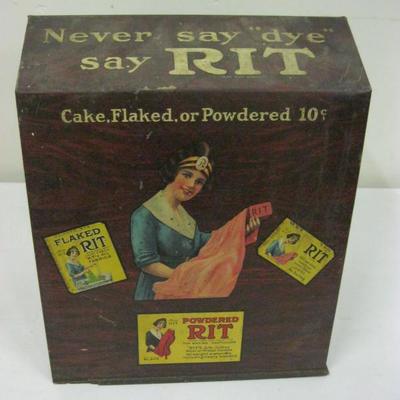 Never say "dye"
say RIT
Cake, Flaked, or Powdered 10¢
RIT
FLAKED
RIT
RIT
POWDERED
RIT